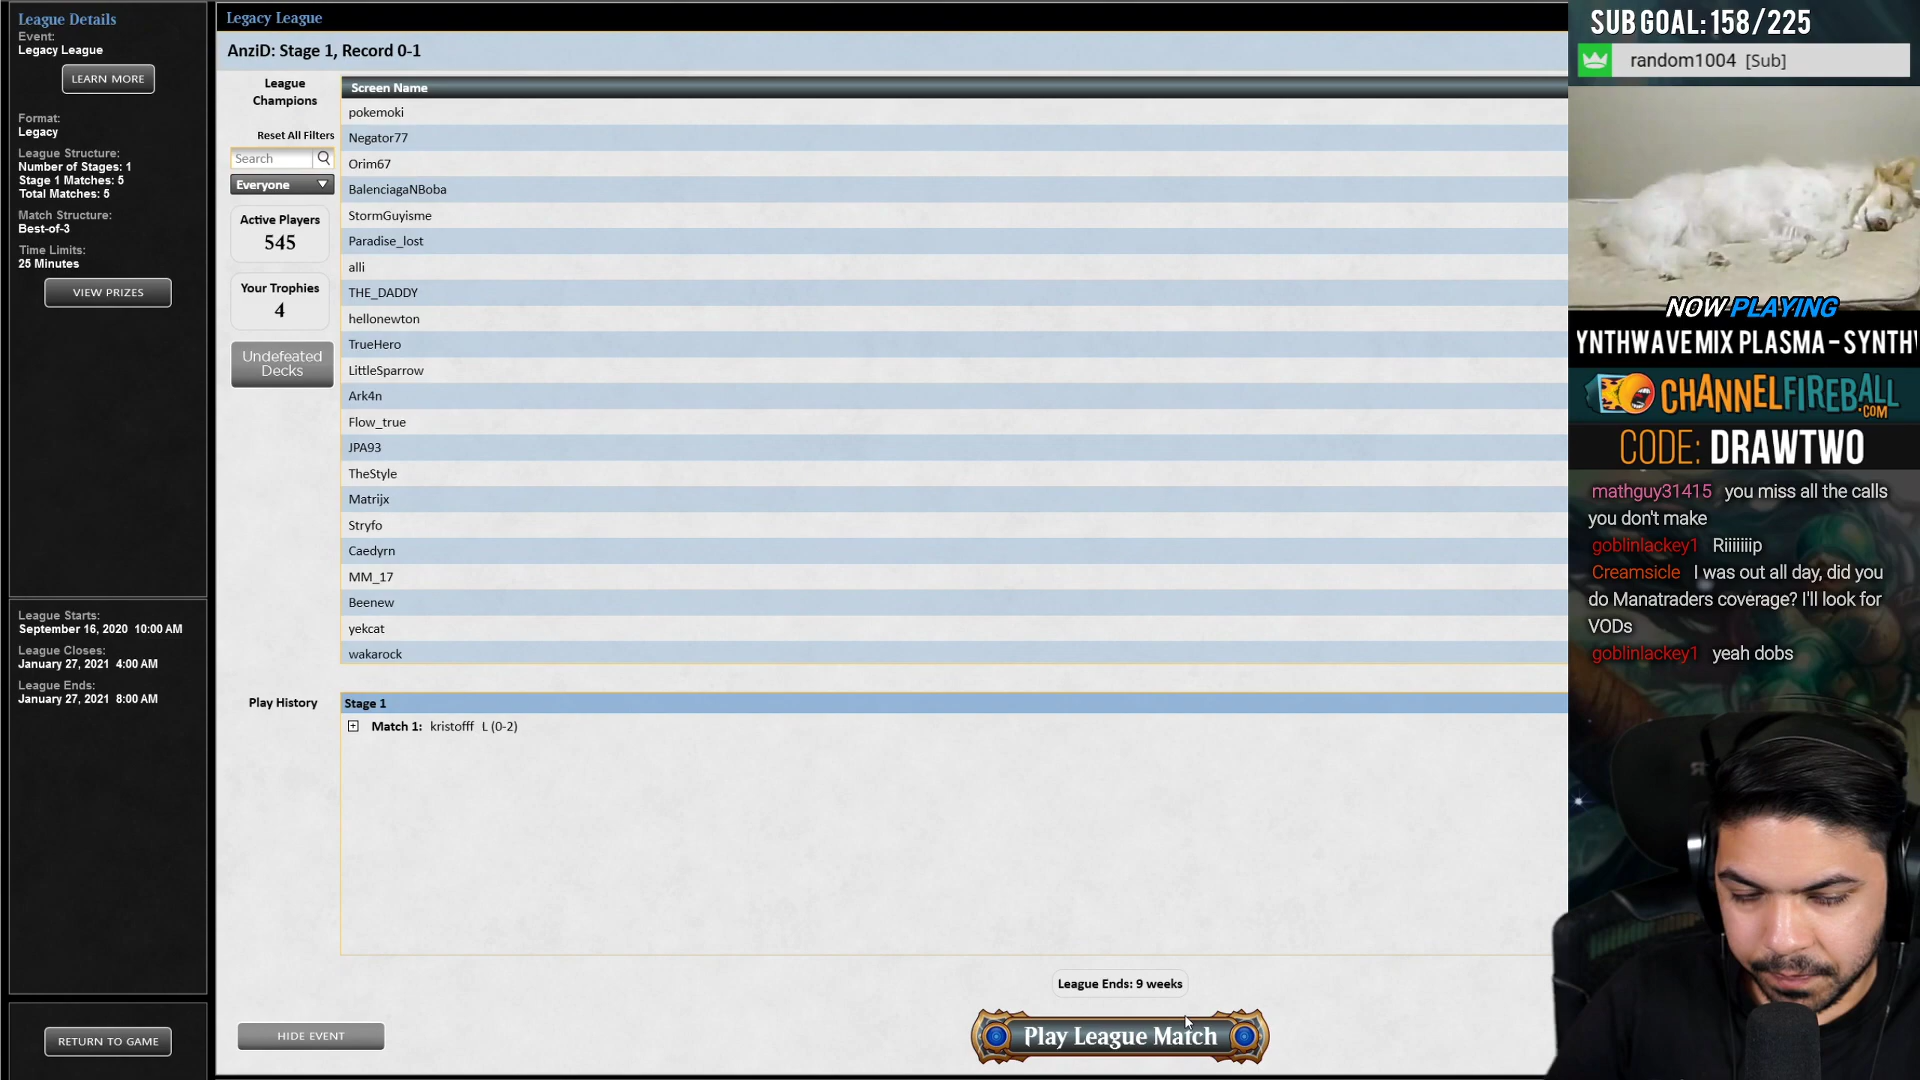 League Details
Event:
Legacy League
LEARN MORE
Format:
Legacy
League Structure:
Number of Stages: 1
Stage 1 Matches: 5
Total Matches: 5
Match Structure:
Best-of-3
Time Limits:
25 Minutes
VIEW PRIZES
League Starts:
September 16, 2020 10:00 AM
League Closes:
January 27, 2021 4:00 AM
League Ends:
January 27, 2021 8:00 AM
RETURN TO GAME
Legacy League
AnziD: Stage 1, Record 0-1
League
Champions
Reset All Filters
Search
Everyone
Active Players
545
Your Trophies
4
Undefeated
Decks
Screen Name
pokemoki
Negator77
Orim67
BalenciagaNBoba
StormGuyisme
Paradise_lost
alli
THE_DADDY
hellonewton
TrueHero
LittleSparrow
Ark4n
Flow_true
JPA93
TheStyle
Matrijx
Stryfo
Caedyrn
MM_17
Beenew
yekcat
wakarock
Play History
Stage 1
Match 1: kristofff L (0-2)
League Ends: 9 weeks
HIDE EVENT
Play League Match
SUB GOAL: 158/225
random1004 [Sub]
NOW PLAYING
YNTHWAVE MIX PLASMA - SYNTHW
CHANNELFIREBALL
.COM
CODE: DRAWTWO
mathguy31415 you miss all the calls
you don't make
goblinlackey1 Riiiiiiip
Creamsicle I was out all day, did you
do Manatraders coverage? I'll look for
VODs
goblinlackey1 yeah dobs